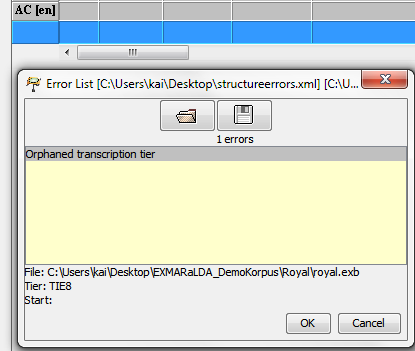 AC [en]
Error List [C:\Users\kai\Desktop\structureerrors.xml] [C:\U...
1 errors
Orphaned transcription tier
File: C:\Users\kai\Desktop\EXMARaLDA_DemoKorpus\Royal\royal.exb
Tier: TIE8
Start:
OK Cancel